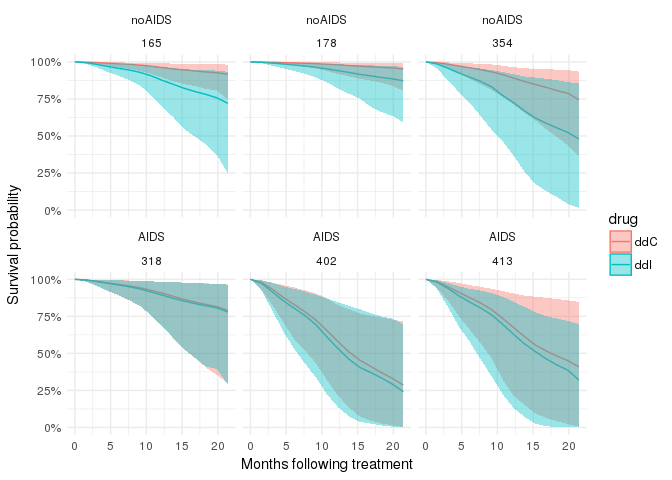 noAIDS noAIDS noAIDS
165 178 354
100%
75%
50%
25%
0%
AIDS AIDS AIDS
318 402 413
100%
75%
50%
25%
0%
0 5 10 15 20 0 5 10 15 20 0 5 10 15 20
Months following treatment
Survival probability
drug
ddC
ddI